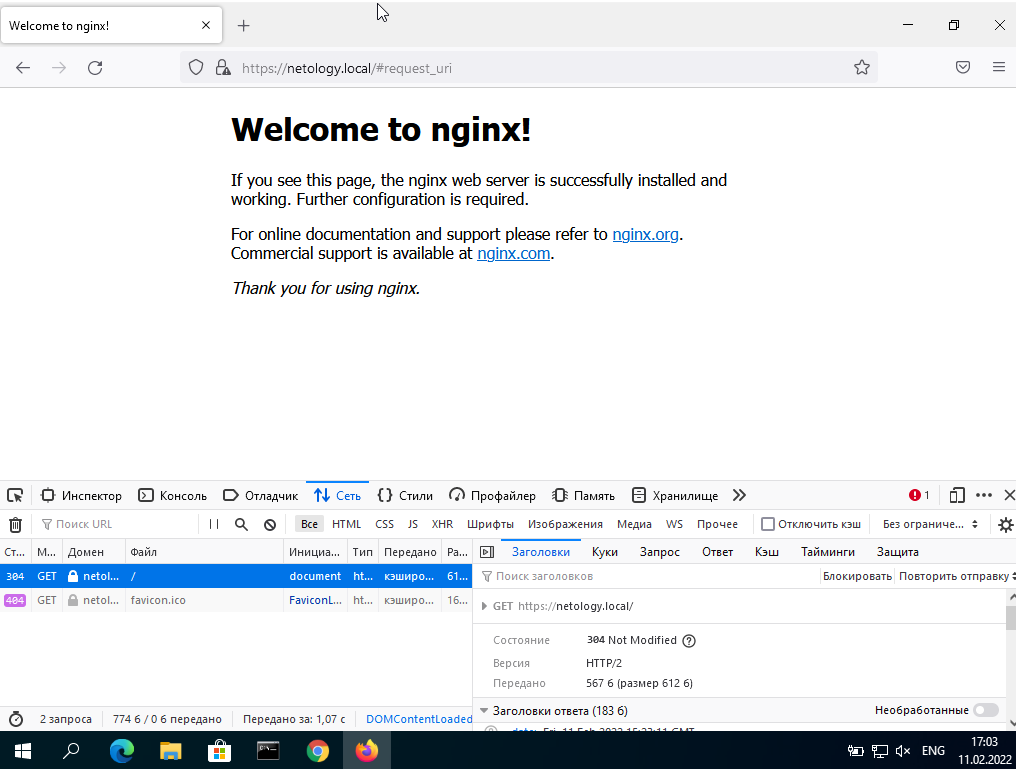 Welcome to nginx!
https://netology.local/#request_uri
Welcome to nginx!
If you see this page, the nginx web server is successfully installed and
working. Further configuration is required.
For online documentation and support please refer to nginx.org.
Commercial support is available at nginx.com.
Thank you for using nginx.
Инспектор Консоль Отладчик Сеть Стили Профайлер Память Хранилище 1
Поиск URL Все HTML CSS JS XHR Шрифты Изображения Медиа WS Прочее Отключить кэш Без ограниче...
Ст... М... Домен Файл Инициа... Тип Передано Ра...
304 GET netol... / document ht... кэширо... 61...
404 GET netol... favicon.ico FaviconL... ht... кэширо... 16...
2 запроса 774 б / 0 б передано Передано за: 1,07 с DOMContentLoaded
Заголовки Куки Запрос Ответ Кэш Тайминги Защита
Поиск заголовков Блокировать Повторить отправку
GET https://netology.local/
Состояние 304 Not Modified
Версия HTTP/2
Передано 567 б (размер 612 б)
Заголовки ответа (183 б) Необработанные
ENG 17:03
11.02.2022